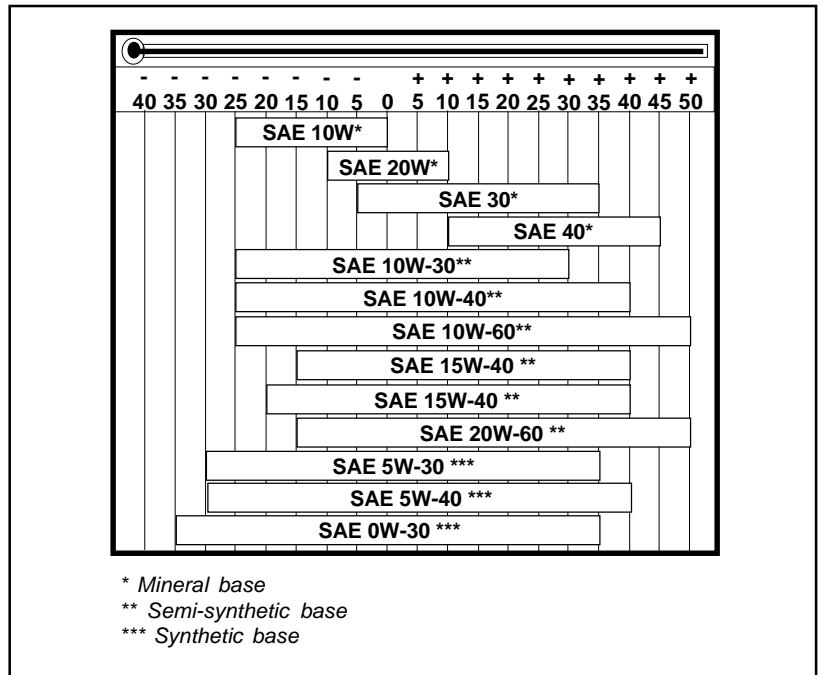 - - - - - - - - + + + + + + + + + +
40 35 30 25 20 15 10 5 0 5 10 15 20 25 30 35 40 45 50
SAE 10W*
SAE 20W*
SAE 30*
SAE 40*
SAE 10W-30**
SAE 10W-40**
SAE 10W-60**
SAE 15W-40 **
SAE 15W-40 **
SAE 20W-60 **
SAE 5W-30 ***
SAE 5W-40 ***
SAE 0W-30 ***
* Mineral base
** Semi-synthetic base
*** Synthetic base